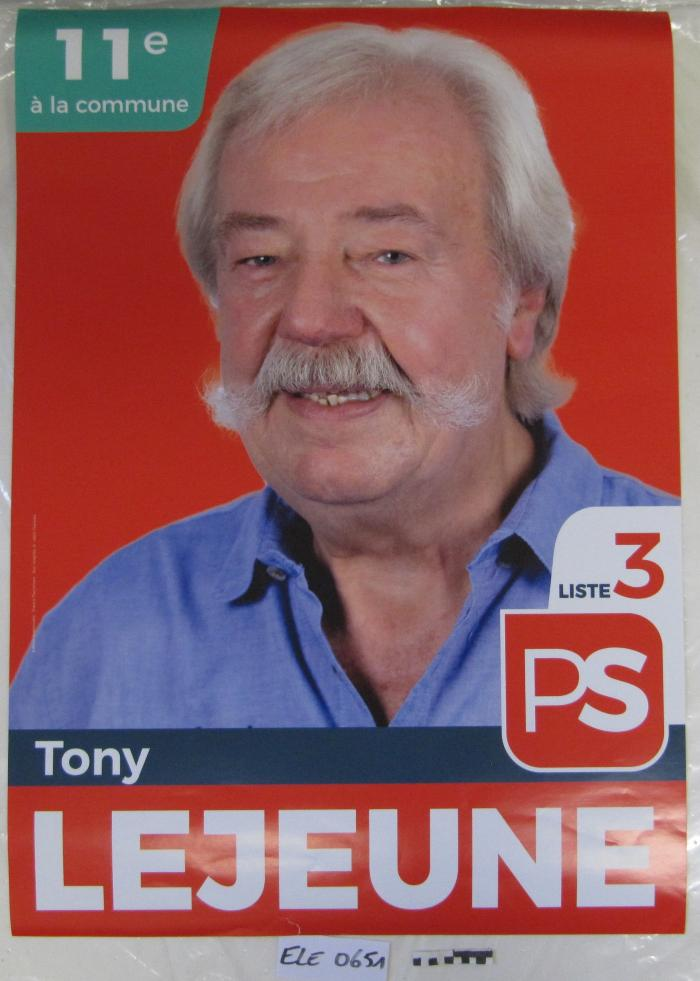 11e
à la commune
LISTE 3
PS
Tony
LEJEUNE
ELE 0651